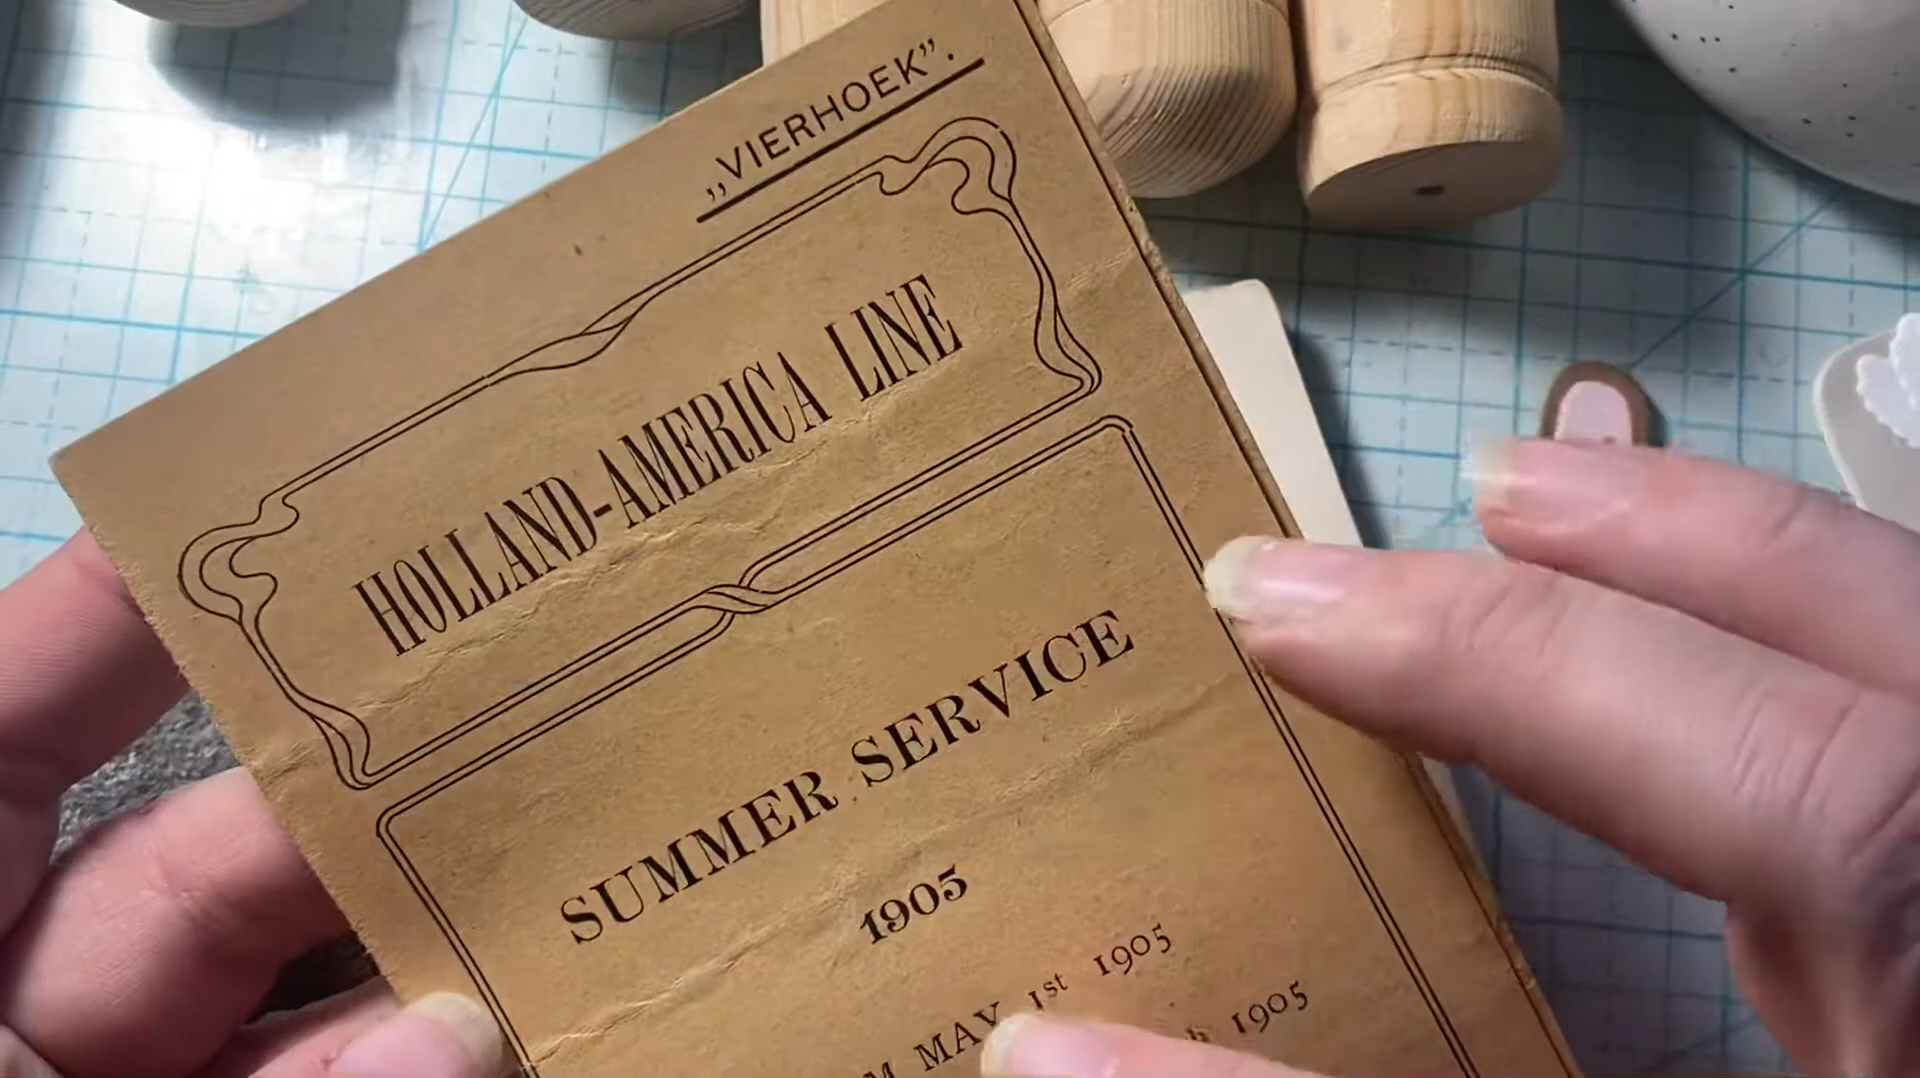 „VIERHOEK”.
HOLLAND-AMERICA LINE
SUMMER SERVICE
1905
MAY 1st 1905
1905